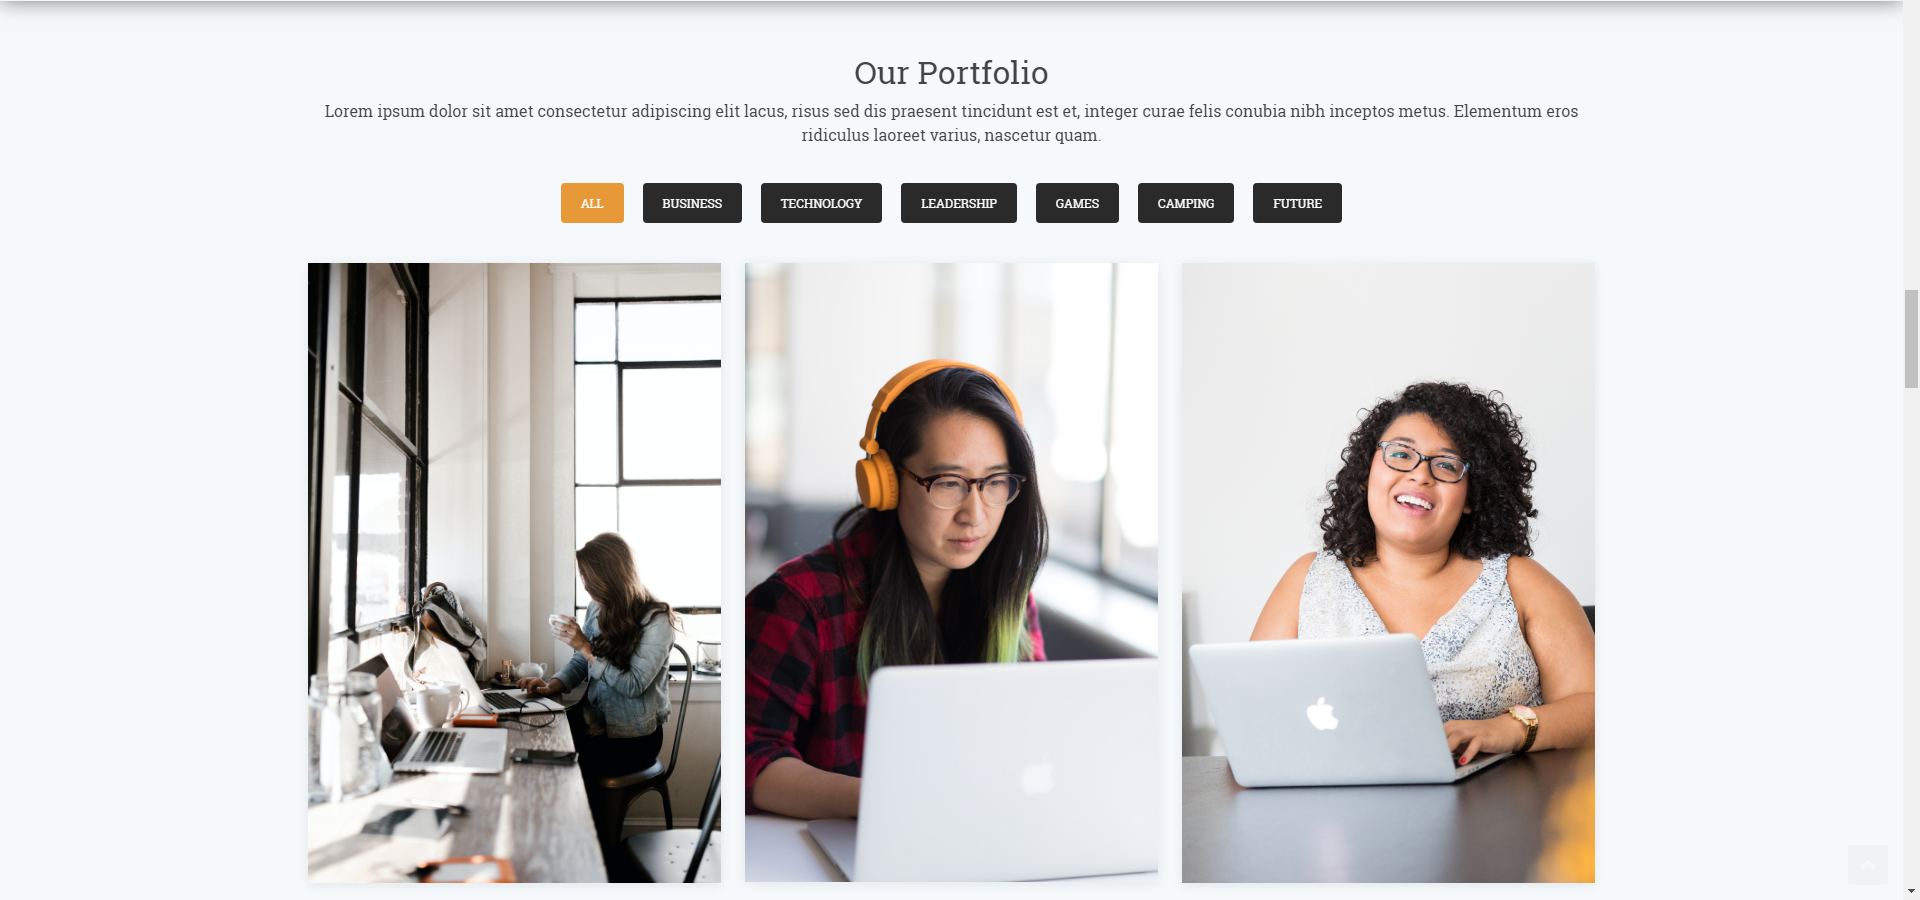 Our Portfolio
Lorem ipsum dolor sit amet consectetur adipiscing elit lacus, risus sed dis praesent tincidunt est et, integer curae felis conubia nibh inceptos metus. Elementum eros
ridiculus laoreet varius, nascetur quam.
ALL BUSINESS TECHNOLOGY LEADERSHIP GAMES CAMPING FUTURE